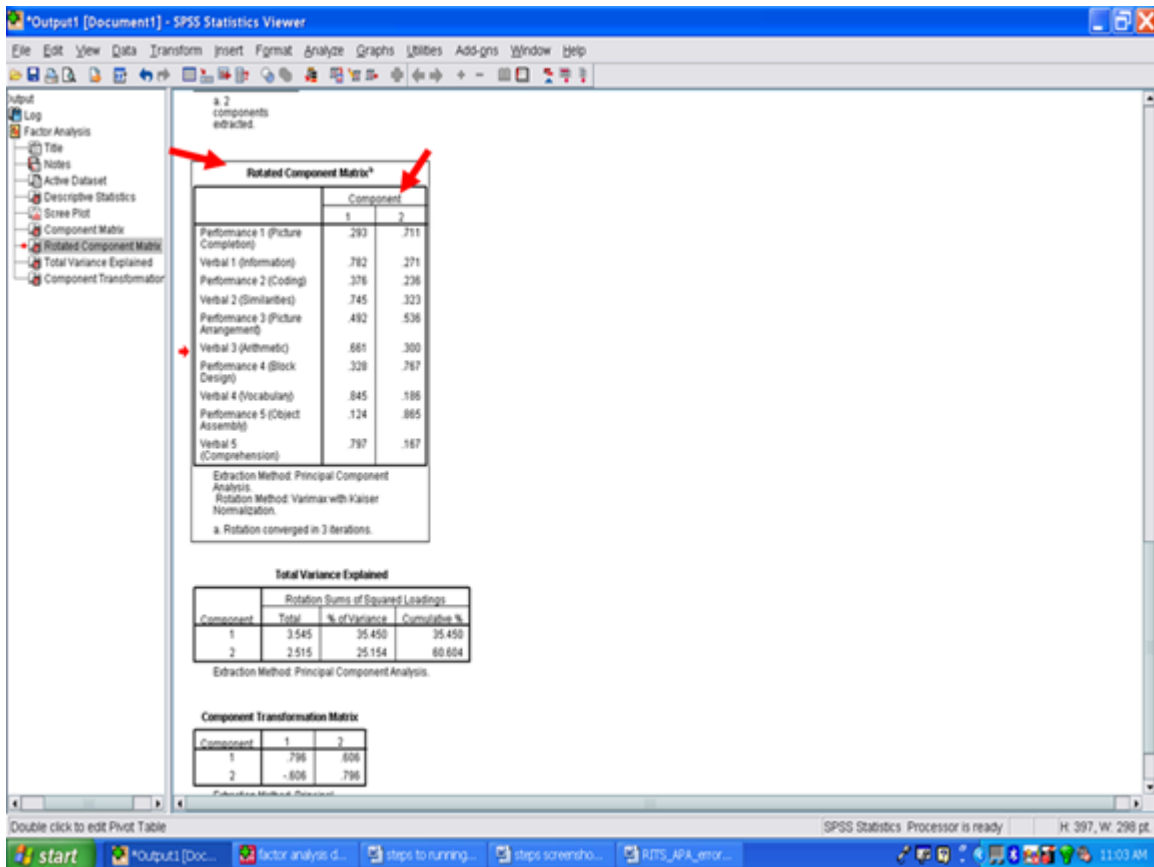 *Output1 [Document1] - SPSS Statistics Viewer
File Edit View Data Transform Insert Format Analyze Graphs Utilities Add-ons Window Help
Log
Factor Analysis
Title
Notes
Active Dataset
Descriptive Statistics
Scree Plot
Component Matrix
Rotated Component Matrix
Total Variance Explained
Component Transformation
a. 2
components
extracted.
Rotated Component Matrixᵃ
Component
1 2
Performance 1 (Picture .293 .711
Completion)
Verbal 1 (Information) .782 .271
Performance 2 (Coding) .376 .236
Verbal 2 (Similarities) .745 .323
Performance 3 (Picture .492 .536
Arrangement)
Verbal 3 (Arithmetic) .661 .300
Performance 4 (Block .328 .767
Design)
Verbal 4 (Vocabulary) .845 .186
Performance 5 (Object .124 .865
Assembly)
Verbal 5 .797 .167
(Comprehension)
Extraction Method: Principal Component
Analysis.
Rotation Method: Varimax with Kaiser
Normalization.
a. Rotation converged in 3 iterations.
Total Variance Explained
Rotation Sums of Squared Loadings
Component Total % of Variance Cumulative %
1 3.545 35.450 35.450
2 2.515 25.154 60.604
Extraction Method: Principal Component Analysis.
Component Transformation Matrix
Component 1 2
1 .796 .606
2 -.606 .796
Double click to edit Pivot Table SPSS Statistics Processor is ready H: 397, W: 298 pt.
start *Output1 [Doc... factor analysis d... steps to running... steps screensho... RITS_APA_error... 11:03 AM